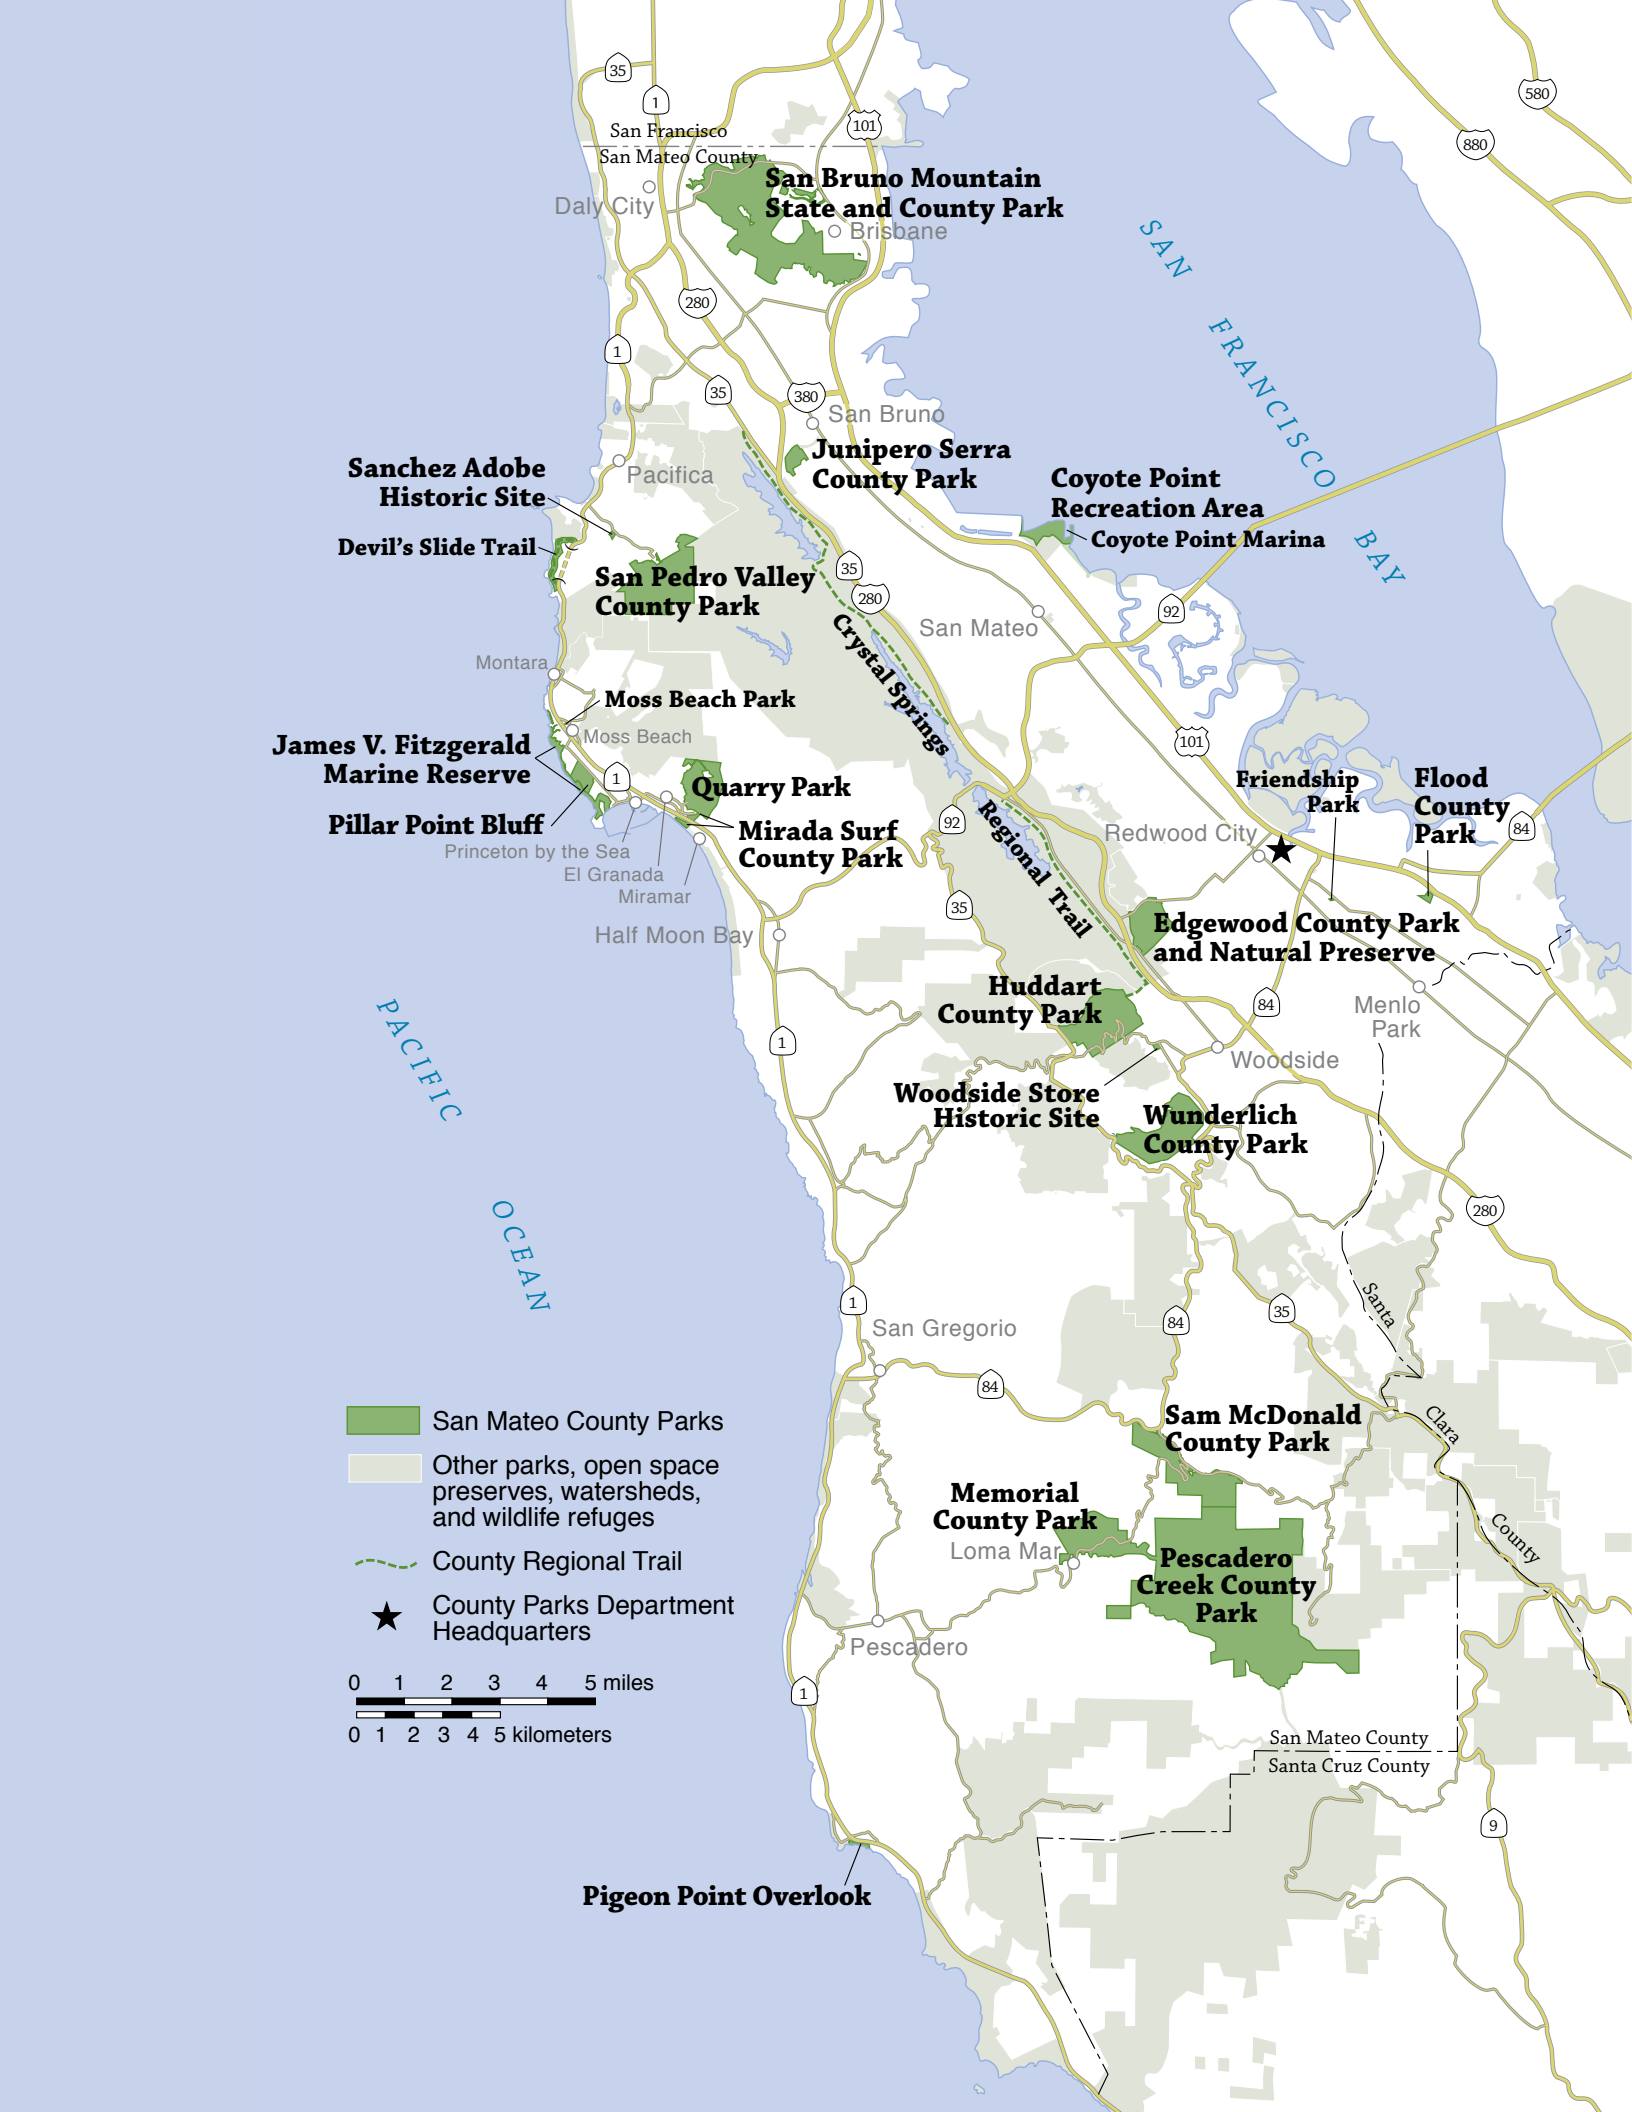 35
1
580
101
880
San Francisco
San Mateo County
San Bruno Mountain
State and County Park
Daly City
Brisbane
SAN FRANCISCO BAY
280
1
35
380
San Bruno
Junipero Serra
County Park
Sanchez Adobe
Historic Site
Pacifica
Coyote Point
Recreation Area
Coyote Point Marina
Devil's Slide Trail
San Pedro Valley
County Park
35
280
92
San Mateo
Crystal Springs
Regional Trail
Montara
Moss Beach Park
Moss Beach
James V. Fitzgerald
Marine Reserve
101
1
Quarry Park
Friendship
Park
Flood
County
Park
84
Pillar Point Bluff
Mirada Surf
County Park
92
Redwood City
Princeton by the Sea
El Granada
Miramar
35
Half Moon Bay
Edgewood County Park
and Natural Preserve
Huddart
County Park
84
Menlo
Park
PACIFIC OCEAN
1
Woodside
Woodside Store
Historic Site
Wunderlich
County Park
280
1
84
35
Santa
Clara
County
San Gregorio
84
Sam McDonald
County Park
San Mateo County Parks
Other parks, open space
preserves, watersheds,
and wildlife refuges
County Regional Trail
County Parks Department
Headquarters
Memorial
County Park
Loma Mar
Pescadero
Creek County
Park
Pescadero
0 1 2 3 4 5 miles
0 1 2 3 4 5 kilometers
1
San Mateo County
Santa Cruz County
9
Pigeon Point Overlook